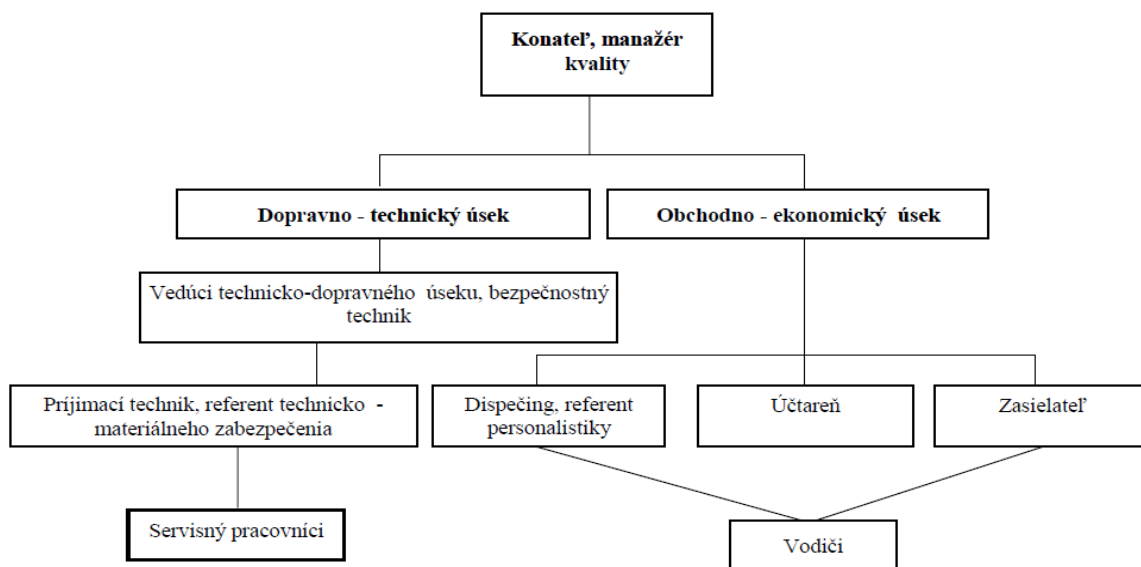 Konateľ, manažér
kvality
Dopravno - technický úsek
Obchodno - ekonomický úsek
Vedúci technicko-dopravného úseku, bezpečnostný
technik
Príjimací technik, referent technicko -
materiálneho zabezpečenia
Dispečing, referent
personalistiky
Účtareň
Zasielateľ
Servisný pracovníci
Vodiči